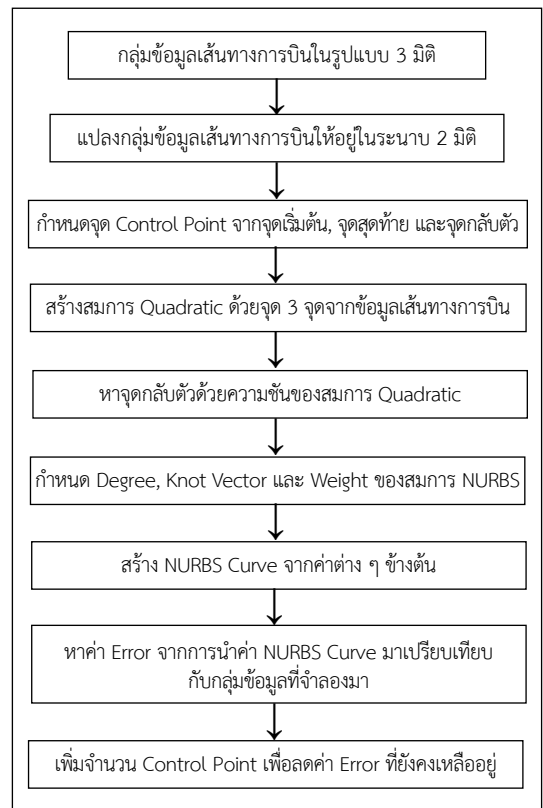 กลุ่มข้อมูลเส้นทางการบินในรูปแบบ 3 มิติ
แปลงกลุ่มข้อมูลเส้นทางการบินให้อยู่ในระนาบ 2 มิติ
กำหนดจุด Control Point จากจุดเริ่มต้น, จุดสุดท้าย และจุดกลับตัว
สร้างสมการ Quadratic ด้วยจุด 3 จุดจากข้อมูลเส้นทางการบิน
หาจุดกลับตัวด้วยความชันของสมการ Quadratic
กำหนด Degree, Knot Vector และ Weight ของสมการ NURBS
สร้าง NURBS Curve จากค่าต่าง ๆ ข้างต้น
หาค่า Error จากการนำค่า NURBS Curve มาเปรียบเทียบ
กับกลุ่มข้อมูลที่จำลองมา
เพิ่มจำนวน Control Point เพื่อลดค่า Error ที่ยังคงเหลืออยู่